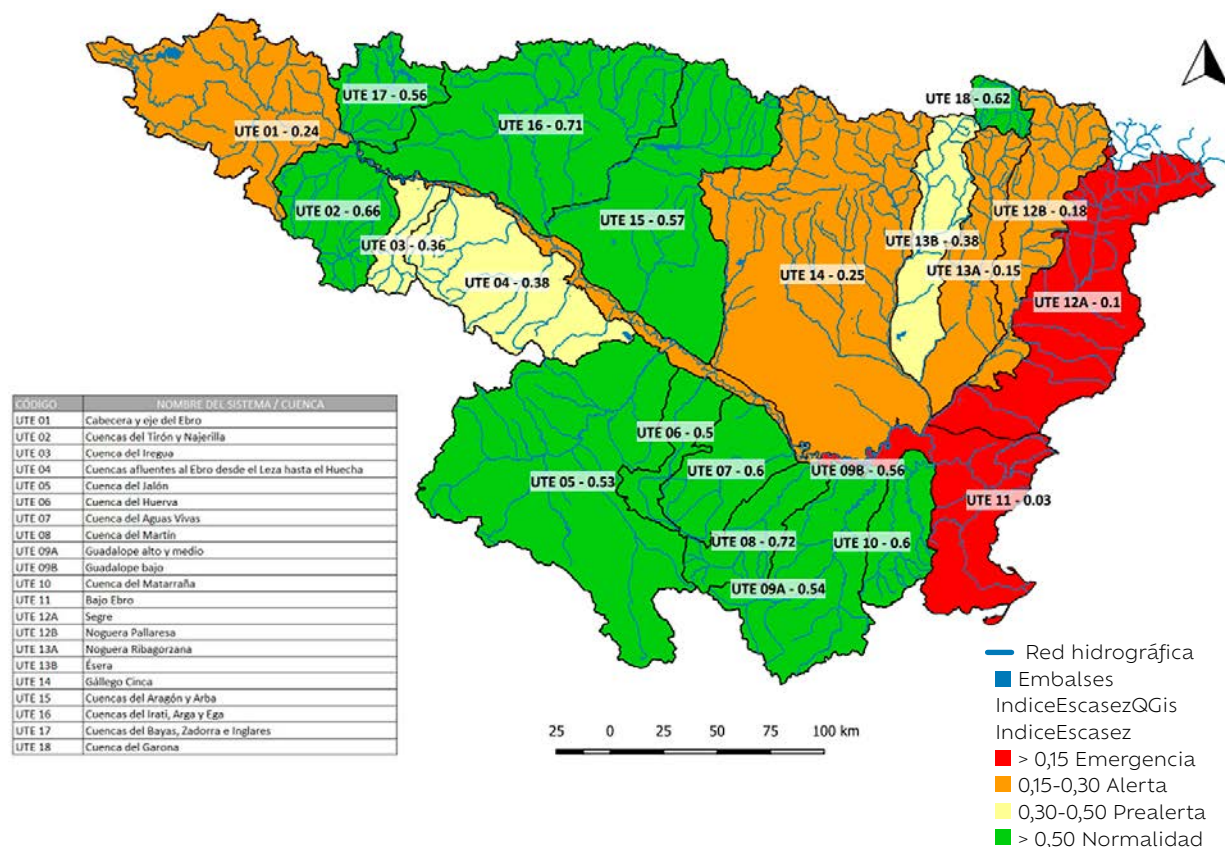 UTE 17 - 0.56
UTE 18 - 0.62
UTE 01 - 0.24
UTE 16 - 0.71
UTE 02 - 0.66
UTE 12B - 0.18
UTE 15 - 0.57
UTE 03 - 0.36
UTE 13B - 0.38
UTE 14 - 0.25
UTE 13A - 0.15
UTE 04 - 0.38
UTE 12A - 0.1
UTE 06 - 0.5
UTE 07 - 0.6
UTE 09B - 0.56
UTE 05 - 0.53
UTE 11 - 0.03
UTE 08 - 0.72
UTE 10 - 0.6
UTE 09A - 0.54
CÓDIGO NOMBRE DEL SISTEMA / CUENCA
UTE 01 Cabecera y eje del Ebro
UTE 02 Cuencas del Tirón y Najerilla
UTE 03 Cuenca del Iregua
UTE 04 Cuencas afluentes al Ebro desde el Leza hasta el Huecha
UTE 05 Cuenca del Jalón
UTE 06 Cuenca del Huerva
UTE 07 Cuenca del Aguas Vivas
UTE 08 Cuenca del Martín
UTE 09A Guadalope alto y medio
UTE 09B Guadalope bajo
UTE 10 Cuenca del Matarraña
UTE 11 Bajo Ebro
UTE 12A Segre
UTE 12B Noguera Pallaresa
UTE 13A Noguera Ribagorzana
UTE 13B Ésera
UTE 14 Gállego Cinca
UTE 15 Cuencas del Aragón y Arba
UTE 16 Cuencas del Irati, Arga y Ega
UTE 17 Cuencas del Bayas, Zadorra e Inglares
UTE 18 Cuenca del Garona
25 0 25 50 75 100 km
Red hidrográfica
Embalses
IndiceEscasezQGis
IndiceEscasez
> 0,15 Emergencia
0,15-0,30 Alerta
0,30-0,50 Prealerta
> 0,50 Normalidad